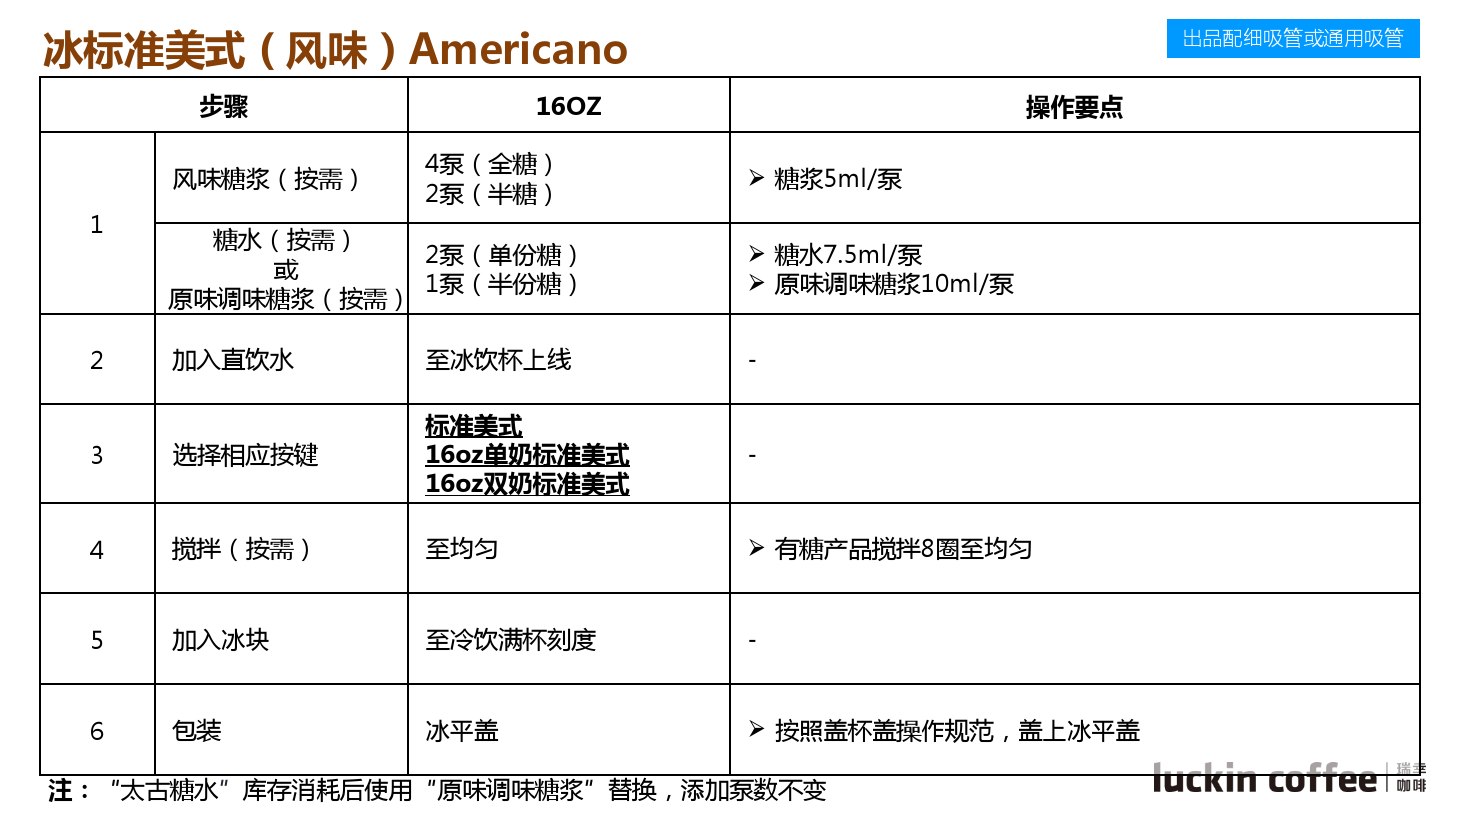 冰标准美式（风味）Americano
出品配细吸管或通用吸管
步骤
16OZ
操作要点
1
风味糖浆（按需）
4泵（全糖）
2泵（半糖）
➢ 糖浆5ml/泵
糖水（按需）
或
原味调味糖浆（按需）
2泵（单份糖）
1泵（半份糖）
➢ 糖水7.5ml/泵
➢ 原味调味糖浆10ml/泵
2
加入直饮水
至冰饮杯上线
-
3
选择相应按键
标准美式
16oz单奶标准美式
16oz双奶标准美式
-
4
搅拌（按需）
至均匀
➢ 有糖产品搅拌8圈至均匀
5
加入冰块
至冷饮满杯刻度
-
6
包装
冰平盖
➢ 按照盖杯盖操作规范，盖上冰平盖
注：“太古糖水”库存消耗后使用“原味调味糖浆”替换，添加泵数不变
luckin coffee
瑞幸
咖啡